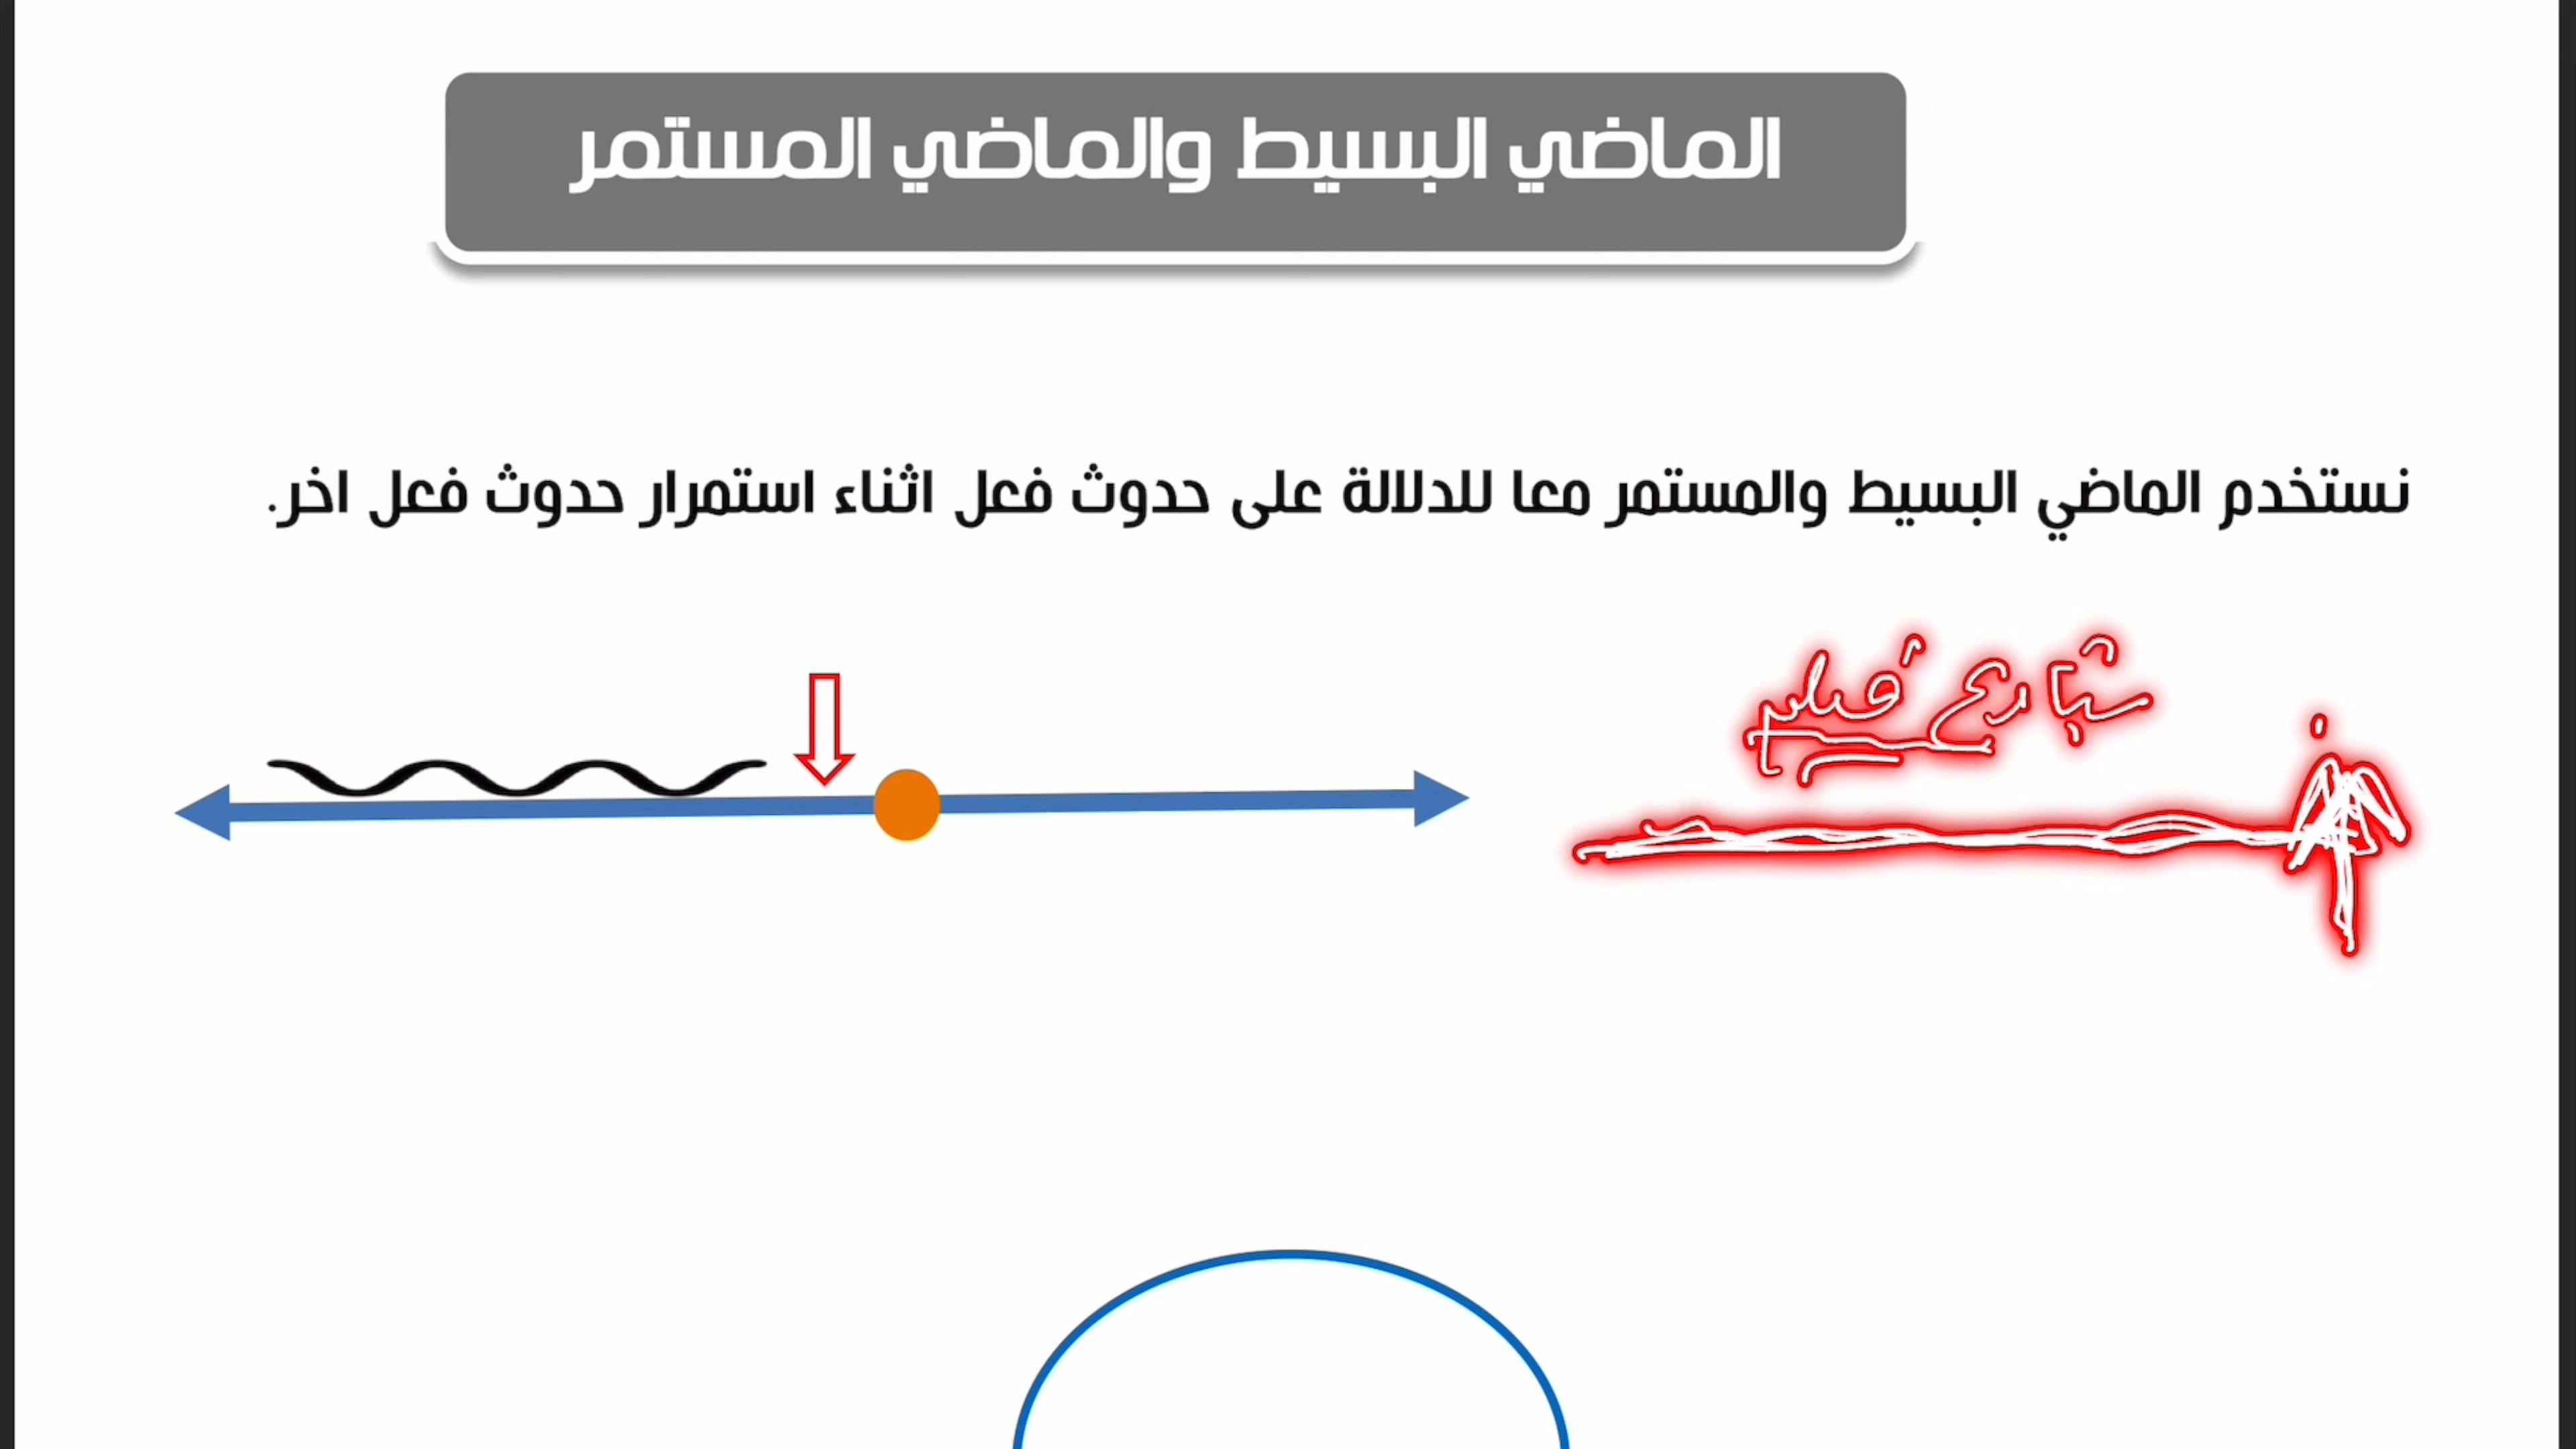 الماضي البسيط والماضي المستمر
نستخدم الماضي البسيط والمستمر معا للدلالة على حدوث فعل اثناء استمرار حدوث فعل اخر.
فيلم